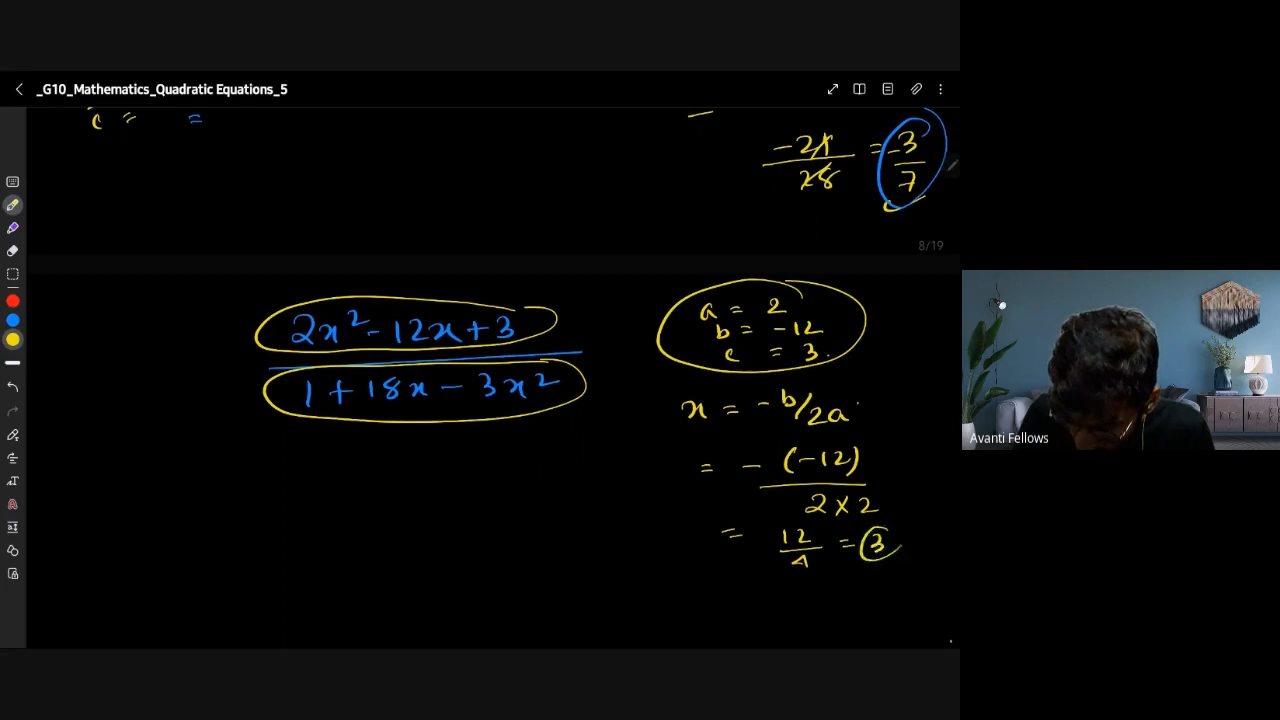 _G10_Mathematics_Quadratic Equations_5
c = =
-24/28 = -3/7
8/19
2x² - 12x + 3
1 + 18x - 3x²
a = 2
b = -12
c = 3.
x = -b/2a
= -(-12)
2 × 2
= 12/4 = 3
Avanti Fellows